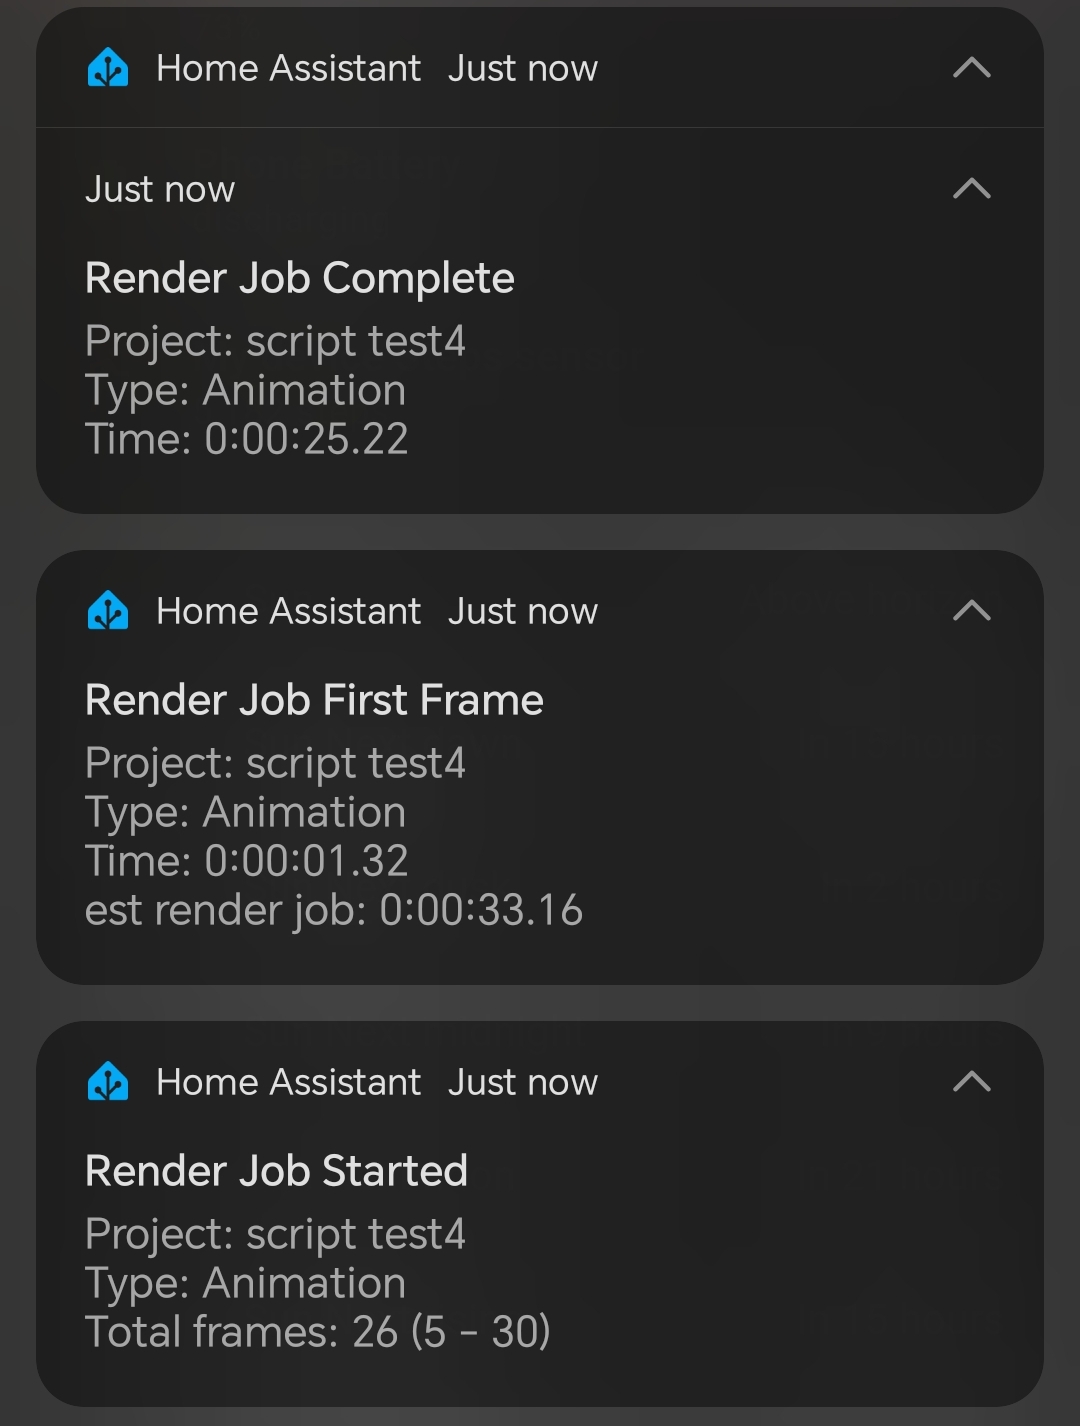 Home Assistant Just now
Just now
Render Job Complete
Project: script test4
Type: Animation
Time: 0:00:25.22
Home Assistant Just now
Render Job First Frame
Project: script test4
Type: Animation
Time: 0:00:01.32
est render job: 0:00:33.16
Home Assistant Just now
Render Job Started
Project: script test4
Type: Animation
Total frames: 26 (5 - 30)